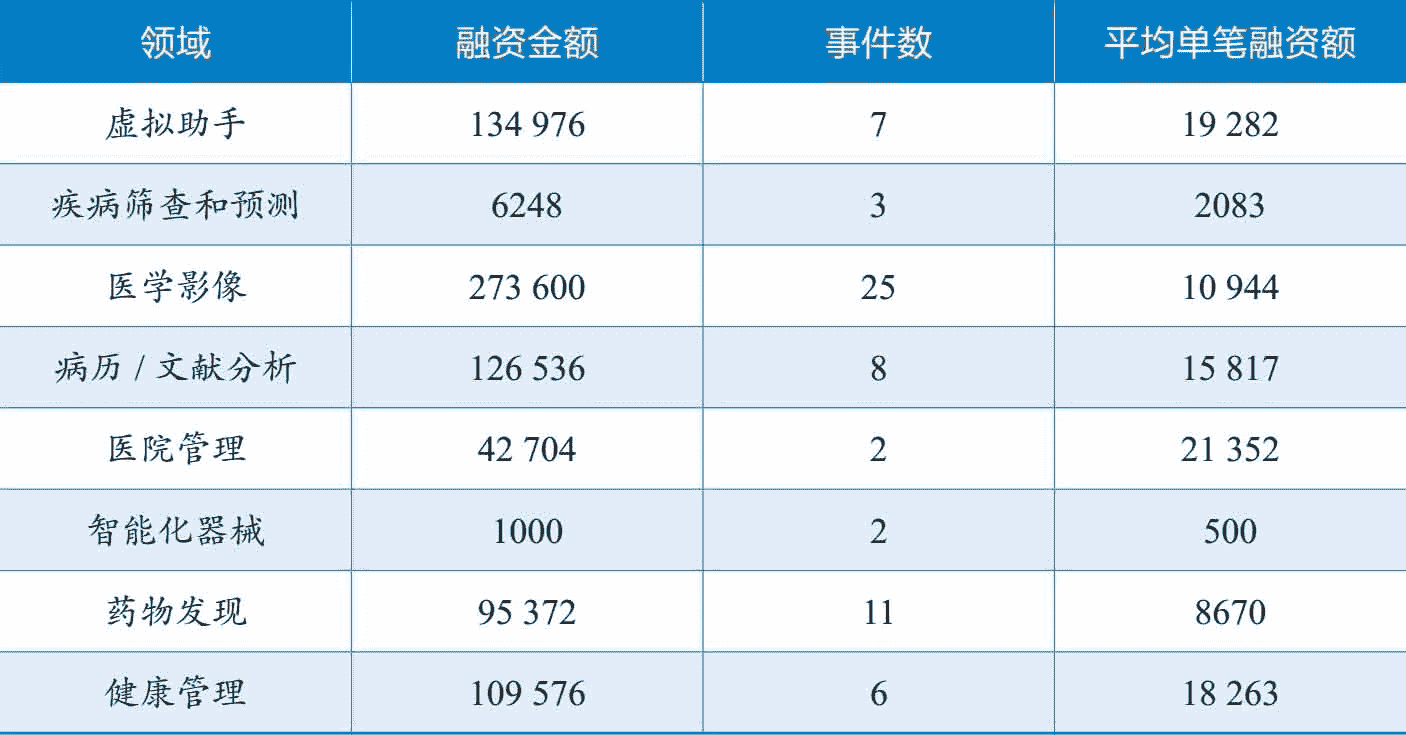 领域 融资金额 事件数 平均单笔融资额
虚拟助手 134 976 7 19 282
疾病筛查和预测 6248 3 2083
医学影像 273 600 25 10 944
病历 / 文献分析 126 536 8 15 817
医院管理 42 704 2 21 352
智能化器械 1000 2 500
药物发现 95 372 11 8670
健康管理 109 576 6 18 263